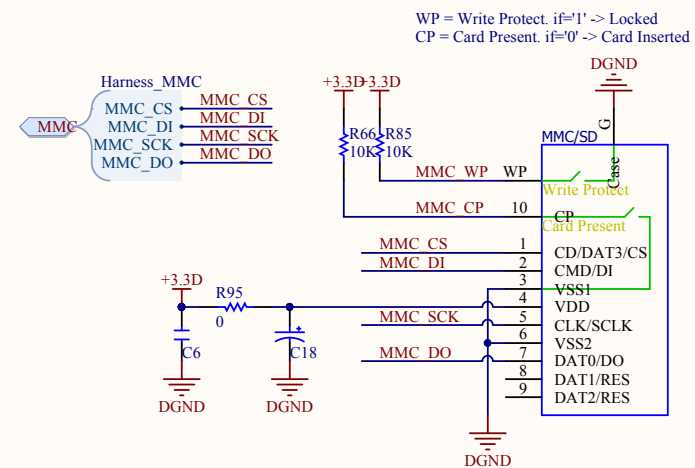 WP = Write Protect. if='1' -> Locked
CP = Card Present. if='0' -> Card Inserted
DGND
Harness_MMC
+3.3D
+3.3D
MMC
MMC_CS
MMC_CS
MMC_DI
MMC_DI
MMC_SCK
MMC_SCK
MMC_DO
MMC_DO
R66
10K
R85
10K
G
MMC/SD
Case
MMC_WP
WP
Write Protect
MMC_CP
10
CP
Card Present
MMC_CS
1
CD/DAT3/CS
MMC_DI
2
CMD/DI
3
VSS1
+3.3D
R95
0
4
VDD
MMC_SCK
5
CLK/SCLK
6
VSS2
C6
C18
MMC_DO
7
DAT0/DO
8
DAT1/RES
9
DAT2/RES
DGND
DGND
DGND